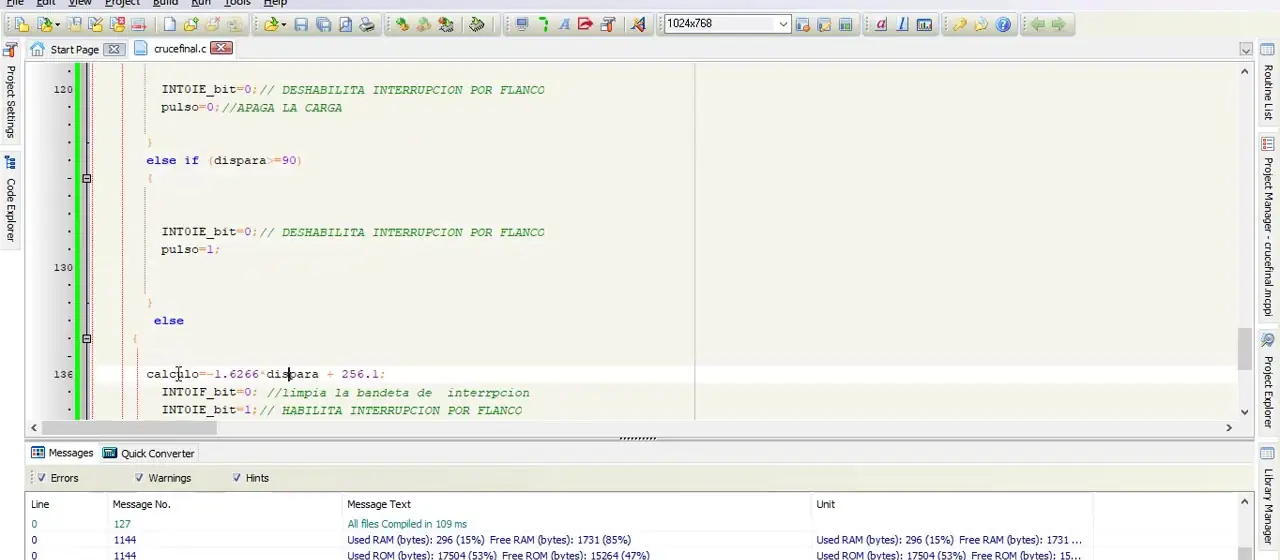 File Edit View Project Build Run Tools Help
1024x768
Start Page crucefinal.c
Project Settings
Code Explorer
120 INT0IE_bit=0;// DESHABILITA INTERRUPCION POR FLANCO
pulso=0;//APAGA LA CARGA
}
else if (dispara>=90)
{
INT0IE_bit=0;// DESHABILITA INTERRUPCION POR FLANCO
pulso=1;
130
}
else
{
136 calculo=-1.6266*dispara + 256.1;
INT0IF_bit=0; //limpia la bandeta de interrpcion
INT0IE_bit=1;// HABILITA INTERRUPCION POR FLANCO
Routine List
Project Manager - crucefinal.mcppi
Project Explorer
Library Manager
Messages Quick Converter
Errors Warnings Hints
Line Message No. Message Text Unit
0 127 All files Compiled in 109 ms
0 1144 Used RAM (bytes): 296 (15%) Free RAM (bytes): 1731 (85%) Used RAM (bytes): 296 (15%) Free RAM (bytes): 1731 ...
0 1144 Used ROM (bytes): 17504 (53%) Free ROM (bytes): 15264 (47%) Used ROM (bytes): 17504 (53%) Free ROM (bytes): 15...